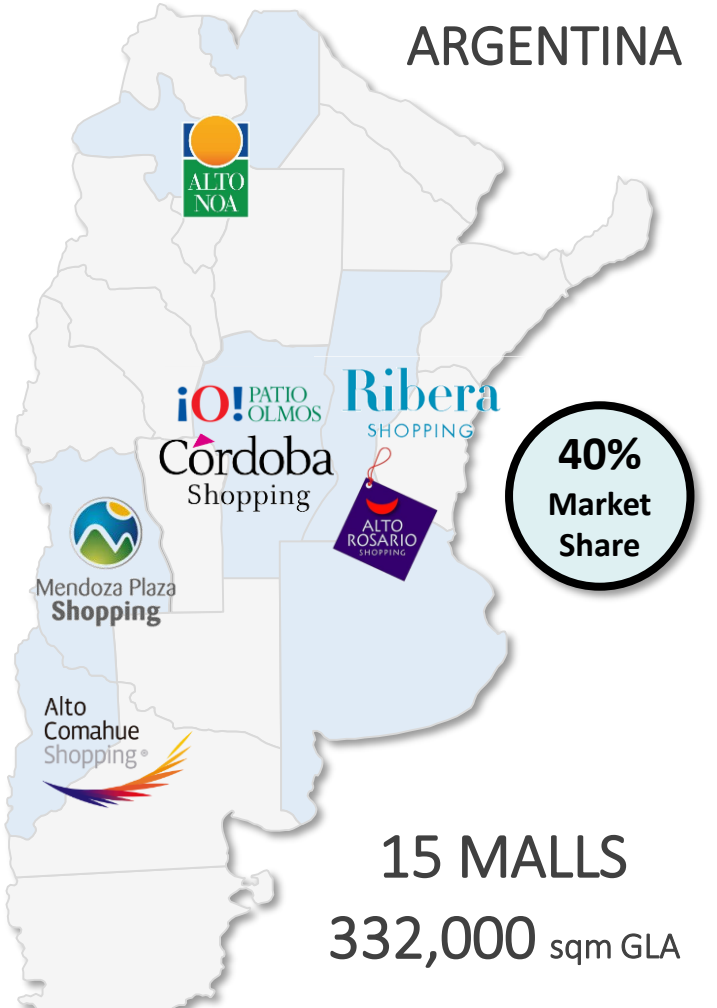 ARGENTINA
ALTO
NOA
¡O! PATIO
OLMOS
Ribera
SHOPPING
Córdoba
Shopping
40%
Market
Share
ALTO
ROSARIO
SHOPPING
Mendoza Plaza
Shopping
Alto
Comahue
Shopping®
15 MALLS
332,000 sqm GLA